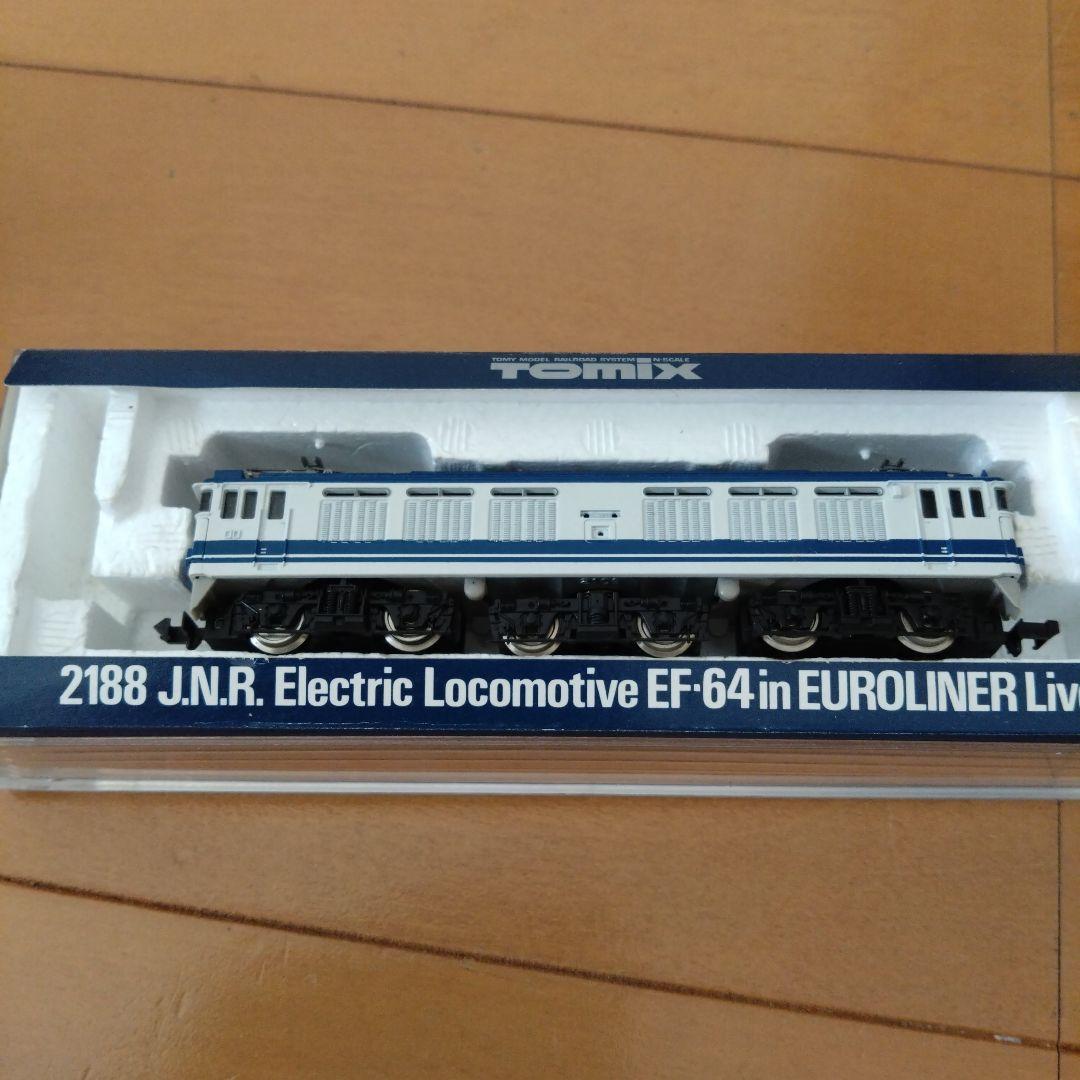 TOMY MODEL RAILROAD SYSTEM N-SCALE
TOMIX
2188 J.N.R. Electric Locomotive EF·64 in EUROLINER Live